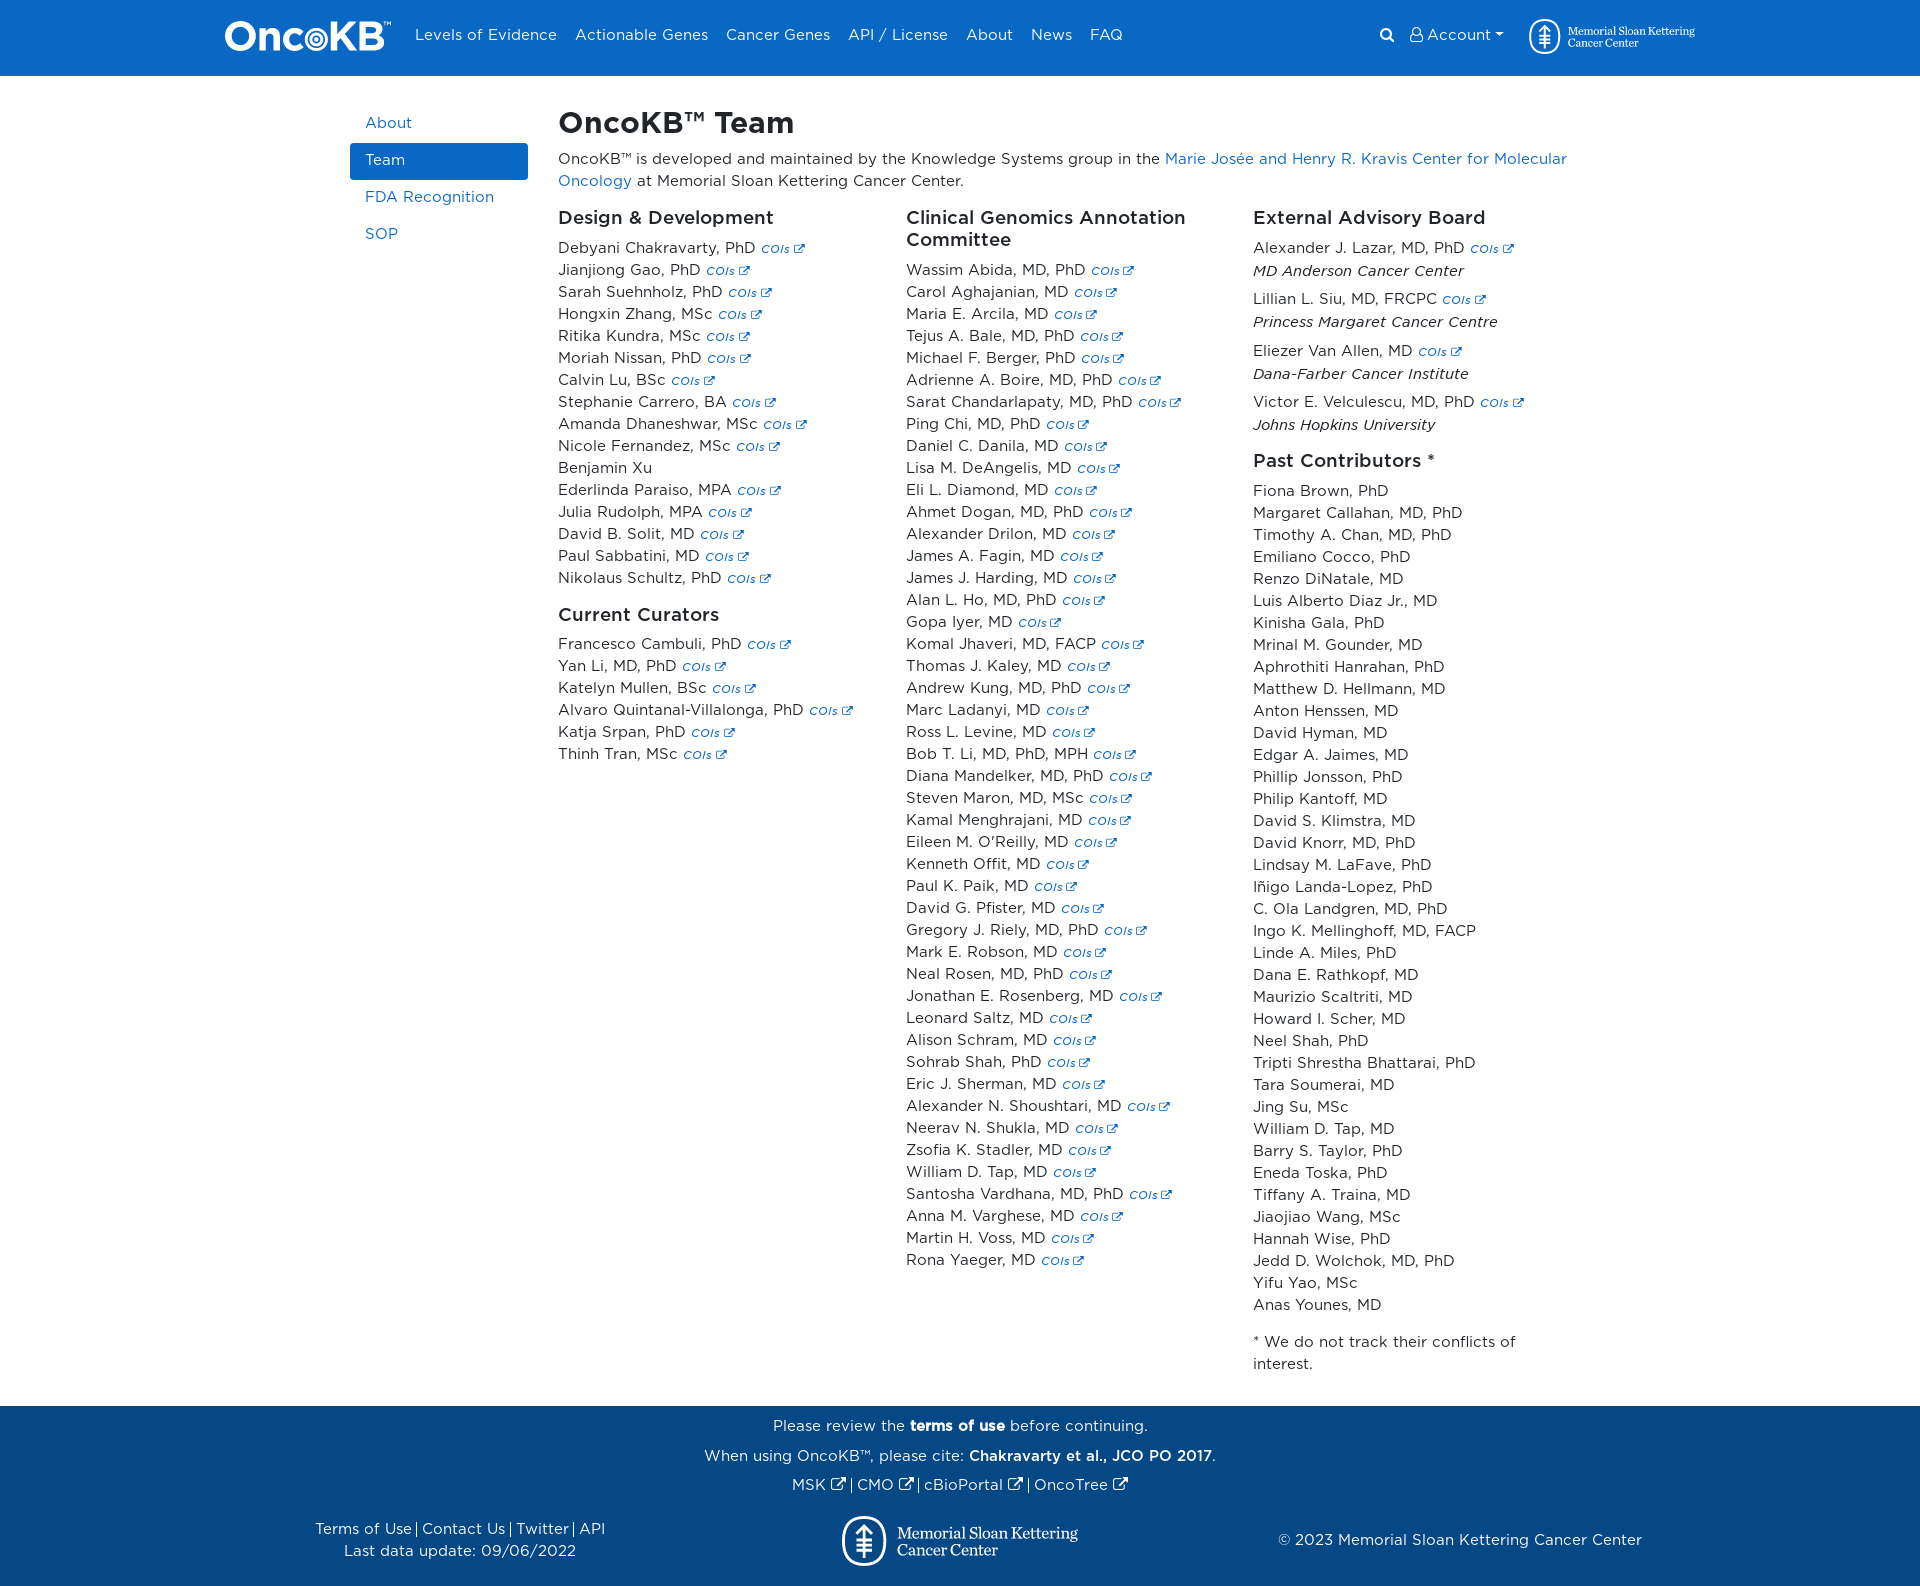 OncoKB™
Levels of Evidence
Actionable Genes
Cancer Genes
API / License
About
News
FAQ
Account
Memorial Sloan Kettering
Cancer Center
About
Team
FDA Recognition
SOP
OncoKB™ Team
OncoKB™ is developed and maintained by the Knowledge Systems group in the Marie Josée and Henry R. Kravis Center for Molecular
Oncology at Memorial Sloan Kettering Cancer Center.
Design & Development
Debyani Chakravarty, PhD COIs
Jianjiong Gao, PhD COIs
Sarah Suehnholz, PhD COIs
Hongxin Zhang, MSc COIs
Ritika Kundra, MSc COIs
Moriah Nissan, PhD COIs
Calvin Lu, BSc COIs
Stephanie Carrero, BA COIs
Amanda Dhaneshwar, MSc COIs
Nicole Fernandez, MSc COIs
Benjamin Xu
Ederlinda Paraiso, MPA COIs
Julia Rudolph, MPA COIs
David B. Solit, MD COIs
Paul Sabbatini, MD COIs
Nikolaus Schultz, PhD COIs
Current Curators
Francesco Cambuli, PhD COIs
Yan Li, MD, PhD COIs
Katelyn Mullen, BSc COIs
Alvaro Quintanal-Villalonga, PhD COIs
Katja Srpan, PhD COIs
Thinh Tran, MSc COIs
Clinical Genomics Annotation
Committee
Wassim Abida, MD, PhD COIs
Carol Aghajanian, MD COIs
Maria E. Arcila, MD COIs
Tejus A. Bale, MD, PhD COIs
Michael F. Berger, PhD COIs
Adrienne A. Boire, MD, PhD COIs
Sarat Chandarlapaty, MD, PhD COIs
Ping Chi, MD, PhD COIs
Daniel C. Danila, MD COIs
Lisa M. DeAngelis, MD COIs
Eli L. Diamond, MD COIs
Ahmet Dogan, MD, PhD COIs
Alexander Drilon, MD COIs
James A. Fagin, MD COIs
James J. Harding, MD COIs
Alan L. Ho, MD, PhD COIs
Gopa Iyer, MD COIs
Komal Jhaveri, MD, FACP COIs
Thomas J. Kaley, MD COIs
Andrew Kung, MD, PhD COIs
Marc Ladanyi, MD COIs
Ross L. Levine, MD COIs
Bob T. Li, MD, PhD, MPH COIs
Diana Mandelker, MD, PhD COIs
Steven Maron, MD, MSc COIs
Kamal Menghrajani, MD COIs
Eileen M. O'Reilly, MD COIs
Kenneth Offit, MD COIs
Paul K. Paik, MD COIs
David G. Pfister, MD COIs
Gregory J. Riely, MD, PhD COIs
Mark E. Robson, MD COIs
Neal Rosen, MD, PhD COIs
Jonathan E. Rosenberg, MD COIs
Leonard Saltz, MD COIs
Alison Schram, MD COIs
Sohrab Shah, PhD COIs
Eric J. Sherman, MD COIs
Alexander N. Shoushtari, MD COIs
Neerav N. Shukla, MD COIs
Zsofia K. Stadler, MD COIs
William D. Tap, MD COIs
Santosha Vardhana, MD, PhD COIs
Anna M. Varghese, MD COIs
Martin H. Voss, MD COIs
Rona Yaeger, MD COIs
External Advisory Board
Alexander J. Lazar, MD, PhD COIs
MD Anderson Cancer Center
Lillian L. Siu, MD, FRCPC COIs
Princess Margaret Cancer Centre
Eliezer Van Allen, MD COIs
Dana-Farber Cancer Institute
Victor E. Velculescu, MD, PhD COIs
Johns Hopkins University
Past Contributors *
Fiona Brown, PhD
Margaret Callahan, MD, PhD
Timothy A. Chan, MD, PhD
Emiliano Cocco, PhD
Renzo DiNatale, MD
Luis Alberto Diaz Jr., MD
Kinisha Gala, PhD
Mrinal M. Gounder, MD
Aphrothiti Hanrahan, PhD
Matthew D. Hellmann, MD
Anton Henssen, MD
David Hyman, MD
Edgar A. Jaimes, MD
Phillip Jonsson, PhD
Philip Kantoff, MD
David S. Klimstra, MD
David Knorr, MD, PhD
Lindsay M. LaFave, PhD
Iñigo Landa-Lopez, PhD
C. Ola Landgren, MD, PhD
Ingo K. Mellinghoff, MD, FACP
Linde A. Miles, PhD
Dana E. Rathkopf, MD
Maurizio Scaltriti, MD
Howard I. Scher, MD
Neel Shah, PhD
Tripti Shrestha Bhattarai, PhD
Tara Soumerai, MD
Jing Su, MSc
William D. Tap, MD
Barry S. Taylor, PhD
Eneda Toska, PhD
Tiffany A. Traina, MD
Jiaojiao Wang, MSc
Hannah Wise, PhD
Jedd D. Wolchok, MD, PhD
Yifu Yao, MSc
Anas Younes, MD
* We do not track their conflicts of
interest.
Please review the terms of use before continuing.
When using OncoKB™, please cite: Chakravarty et al., JCO PO 2017.
MSK | CMO | cBioPortal | OncoTree
Terms of Use | Contact Us | Twitter | API
Last data update: 09/06/2022
Memorial Sloan Kettering
Cancer Center
© 2023 Memorial Sloan Kettering Cancer Center